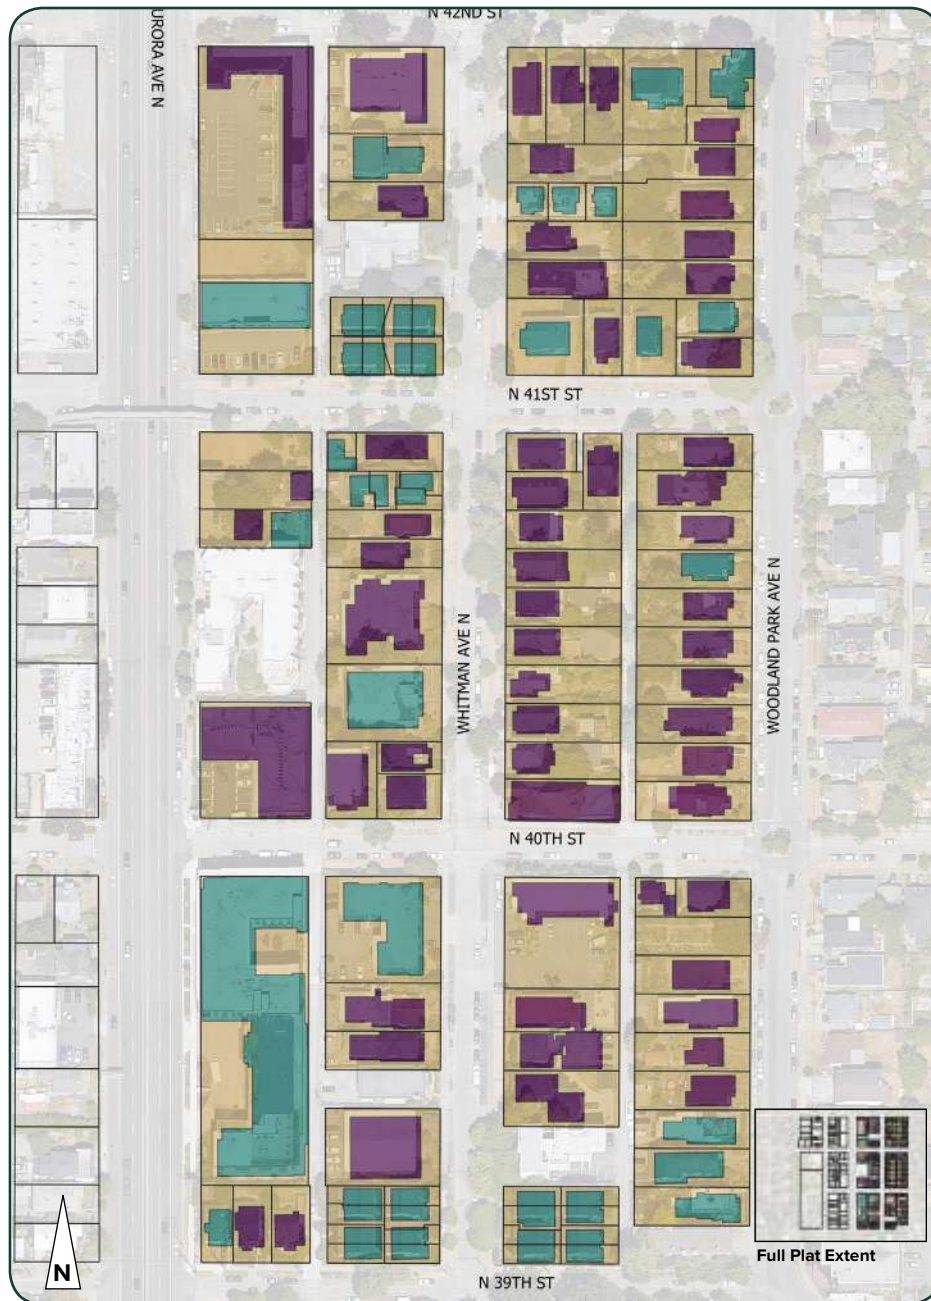 N 42ND ST
URORA AVE N
N 41ST ST
WHITMAN AVE N
WOODLAND PARK AVE N
N 40TH ST
N 39TH ST
N
Full Plat Extent